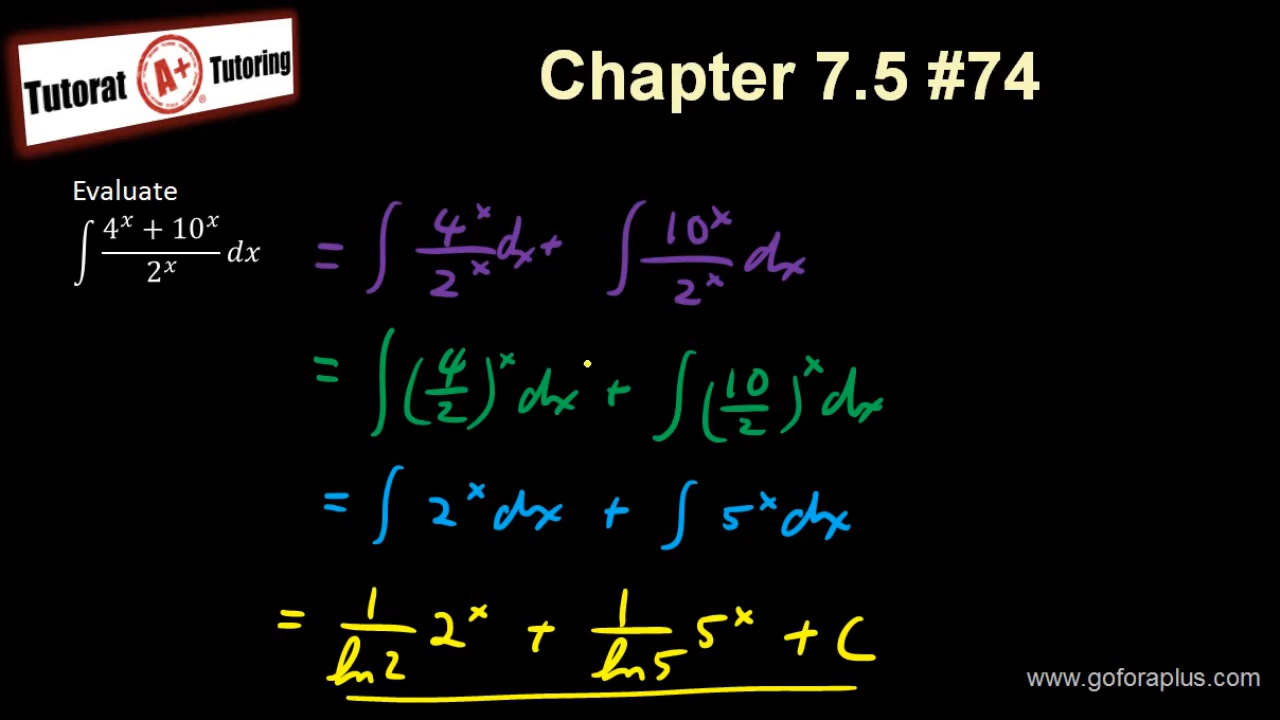 Tutorat A+ Tutoring
Chapter 7.5 #74
Evaluate
∫ (4^x + 10^x)/(2^x) dx = ∫ 4^x/2^x dx + ∫ 10^x/2^x dx
= ∫ (4/2)^x dx + ∫ (10/2)^x dx
= ∫ 2^x dx + ∫ 5^x dx
= 1/ln2 2^x + 1/ln5 5^x + C
www.goforaplus.com